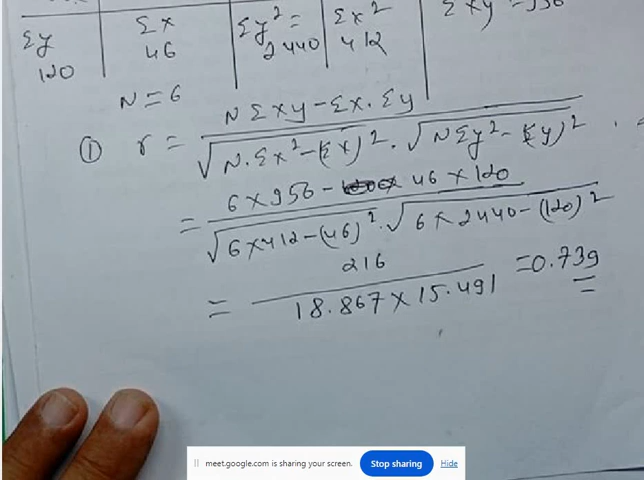 Σy Σx Σy²= Σx² Σxy =956
120 46 2440 412
N=6
① r = NΣxy-Σx.Σy / √N.Σx²-(Σx)² . √NΣy²-(Σy)²
= 6×956- 46×120 / √6×412-(46)² . √6×2440-(120)²
= 216 / 18.867×15.491 =0.739
meet.google.com is sharing your screen. Stop sharing Hide